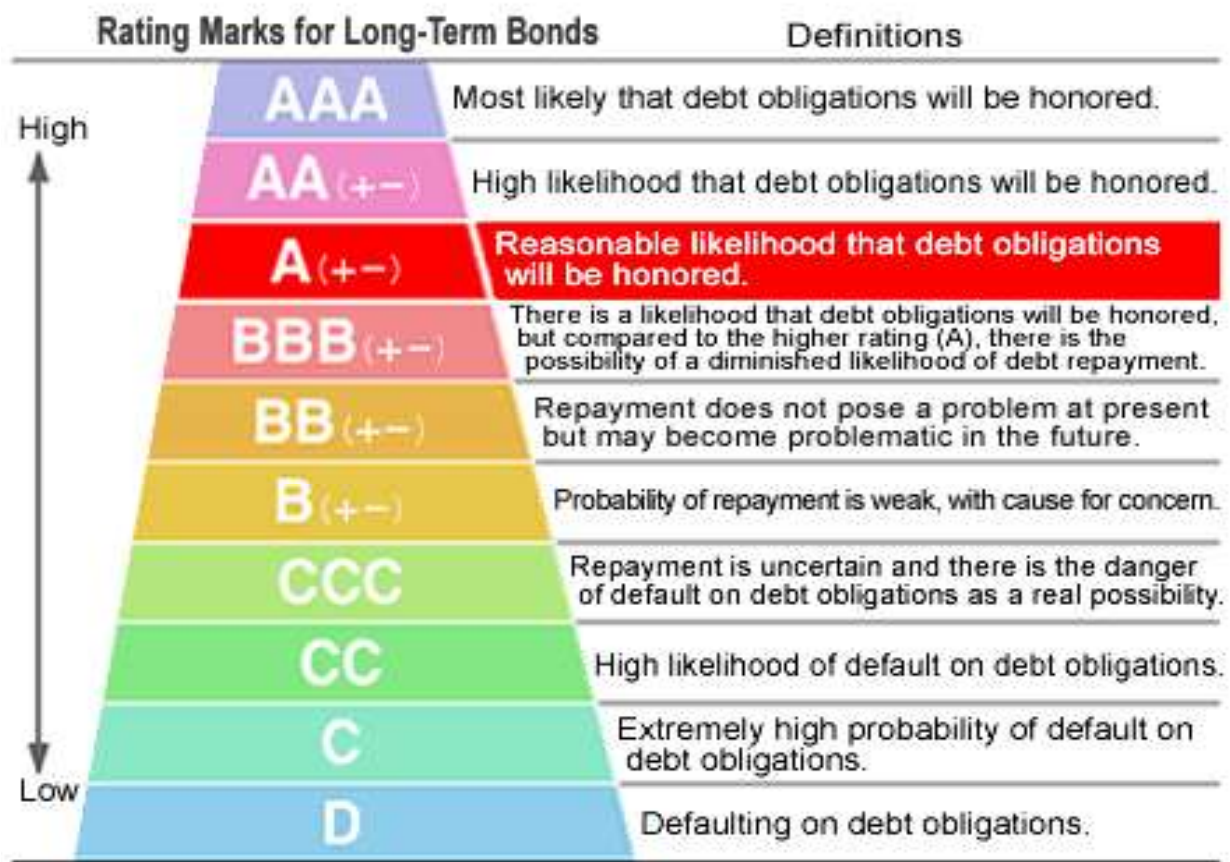 Rating Marks for Long-Term Bonds Definitions
High
AAA Most likely that debt obligations will be honored.
AA (+−) High likelihood that debt obligations will be honored.
A (+−) Reasonable likelihood that debt obligations
will be honored.
BBB (+−) There is a likelihood that debt obligations will be honored,
but compared to the higher rating (A), there is the
possibility of a diminished likelihood of debt repayment.
BB (+−) Repayment does not pose a problem at present
but may become problematic in the future.
B (+−) Probability of repayment is weak, with cause for concern.
CCC Repayment is uncertain and there is the danger
of default on debt obligations as a real possibility.
CC High likelihood of default on debt obligations.
C Extremely high probability of default on
debt obligations.
Low
D Defaulting on debt obligations.